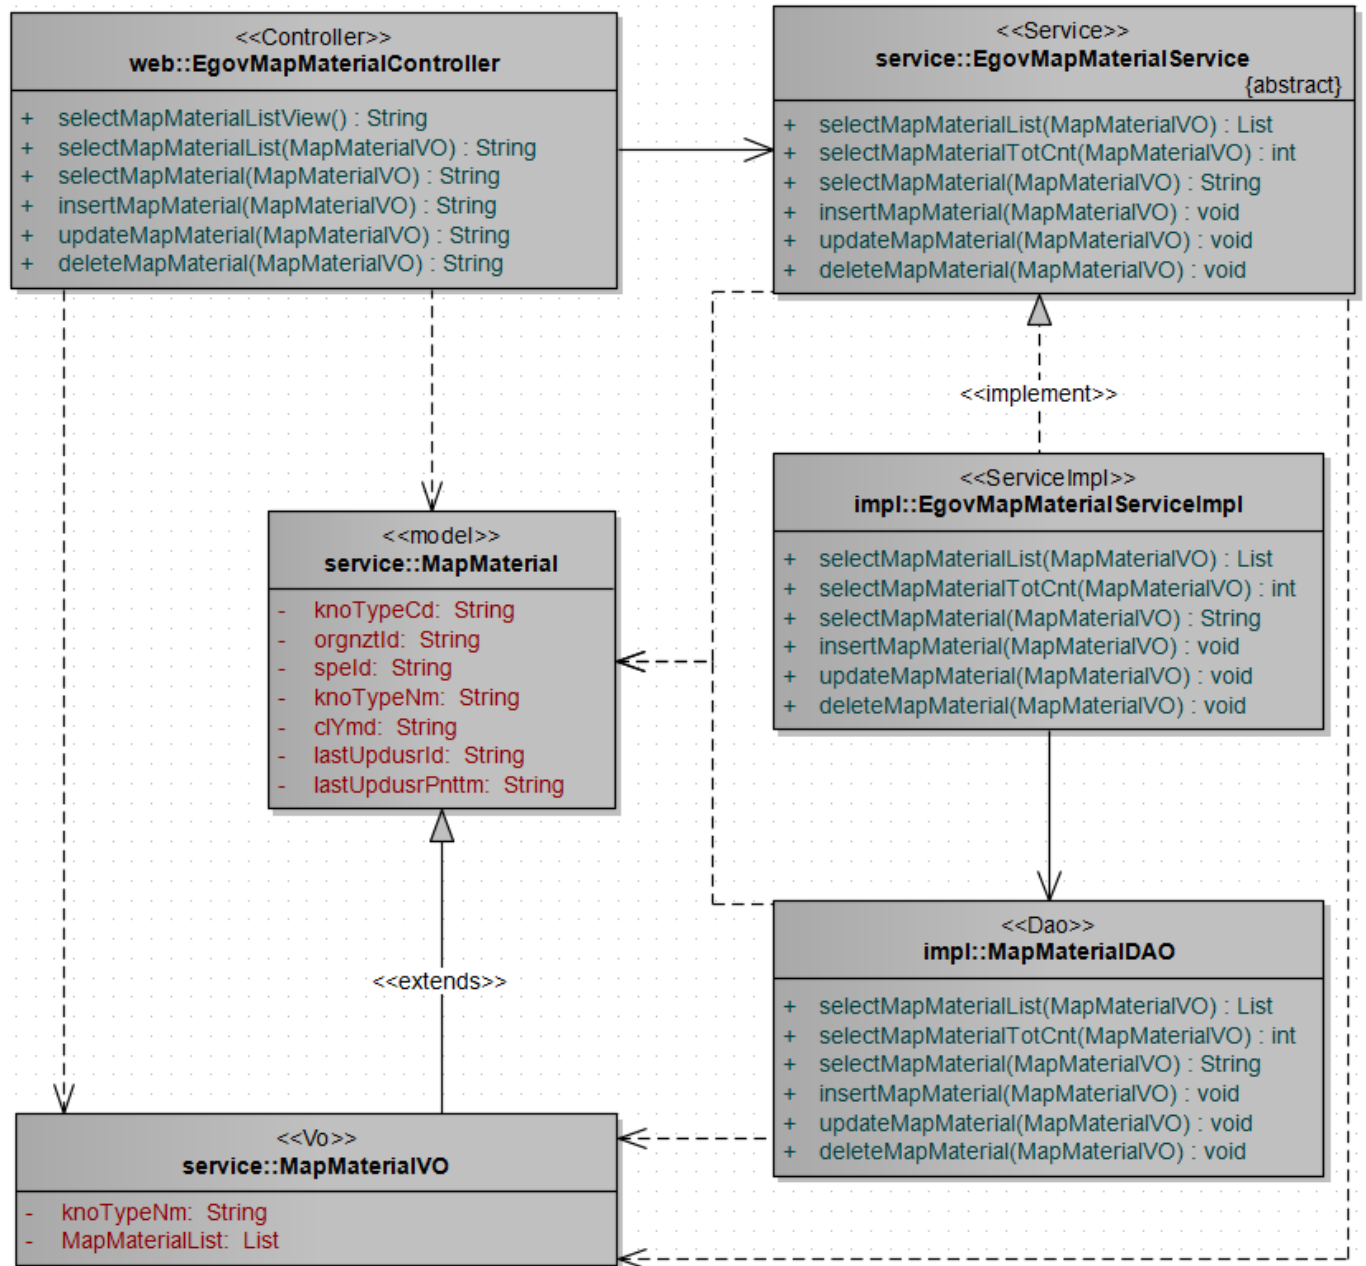 <<Controller>>
web::EgovMapMaterialController
+ selectMapMaterialListView() : String
+ selectMapMaterialList(MapMaterialVO) : String
+ selectMapMaterial(MapMaterialVO) : String
+ insertMapMaterial(MapMaterialVO) : String
+ updateMapMaterial(MapMaterialVO) : String
+ deleteMapMaterial(MapMaterialVO) : String
<<Service>>
service::EgovMapMaterialService
{abstract}
+ selectMapMaterialList(MapMaterialVO) : List
+ selectMapMaterialTotCnt(MapMaterialVO) : int
+ selectMapMaterial(MapMaterialVO) : String
+ insertMapMaterial(MapMaterialVO) : void
+ updateMapMaterial(MapMaterialVO) : void
+ deleteMapMaterial(MapMaterialVO) : void
<<implement>>
<<ServiceImpl>>
impl::EgovMapMaterialServiceImpl
+ selectMapMaterialList(MapMaterialVO) : List
+ selectMapMaterialTotCnt(MapMaterialVO) : int
+ selectMapMaterial(MapMaterialVO) : String
+ insertMapMaterial(MapMaterialVO) : void
+ updateMapMaterial(MapMaterialVO) : void
+ deleteMapMaterial(MapMaterialVO) : void
<<model>>
service::MapMaterial
- knoTypeCd: String
- orgnztId: String
- speId: String
- knoTypeNm: String
- clYmd: String
- lastUpdusrId: String
- lastUpdusrPnttm: String
<<extends>>
<<Dao>>
impl::MapMaterialDAO
+ selectMapMaterialList(MapMaterialVO) : List
+ selectMapMaterialTotCnt(MapMaterialVO) : int
+ selectMapMaterial(MapMaterialVO) : String
+ insertMapMaterial(MapMaterialVO) : void
+ updateMapMaterial(MapMaterialVO) : void
+ deleteMapMaterial(MapMaterialVO) : void
<<Vo>>
service::MapMaterialVO
- knoTypeNm: String
- MapMaterialList: List